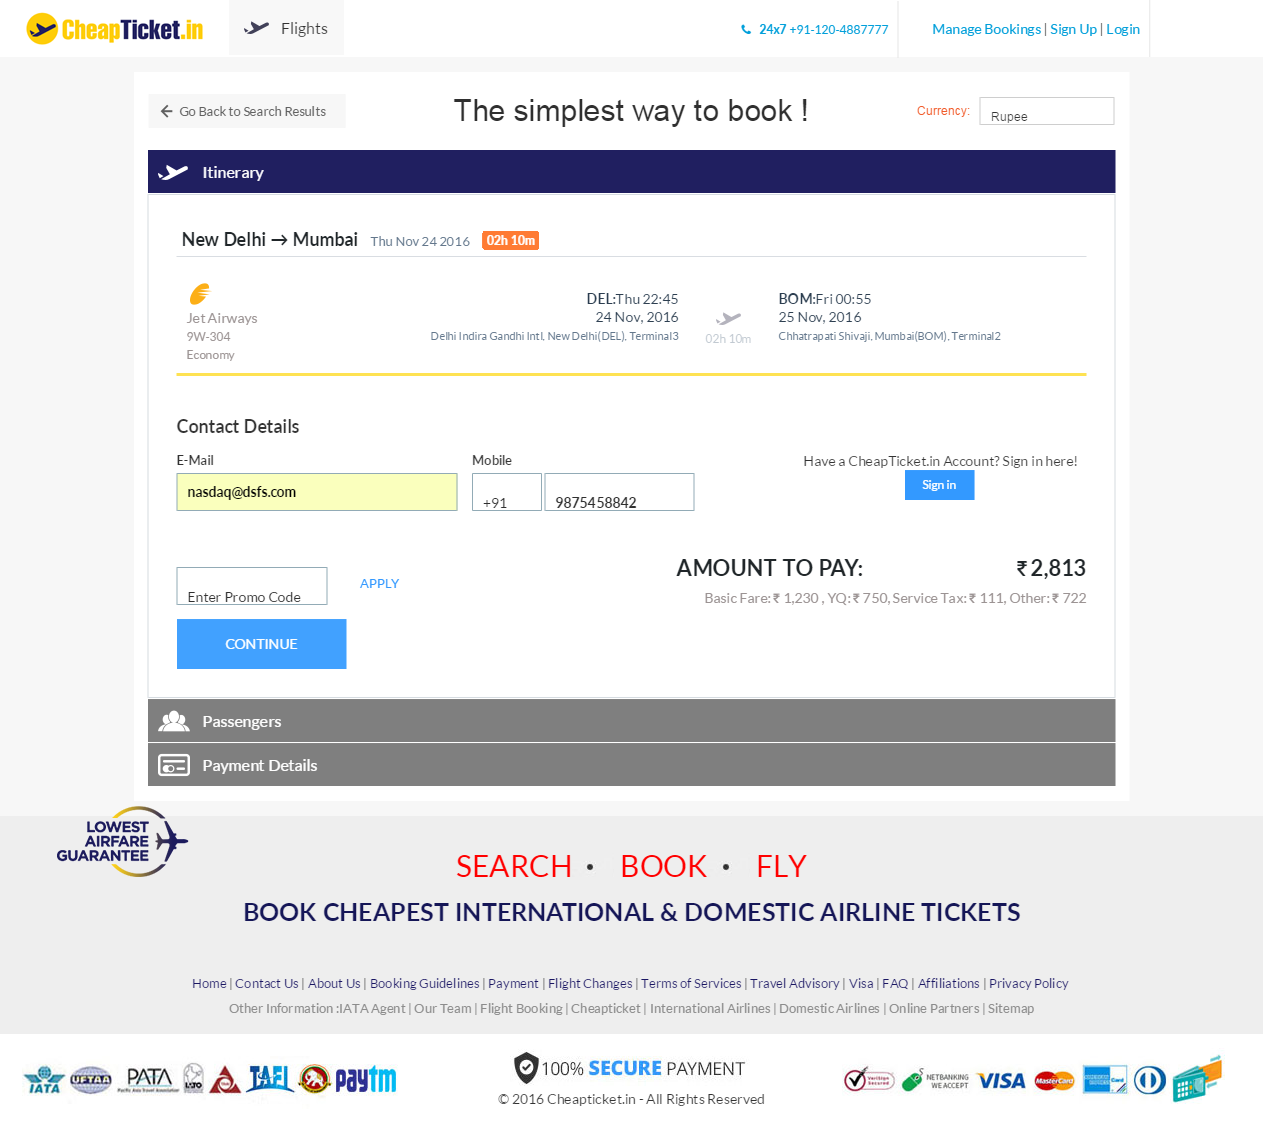 CheapTicket.in
Flights
24x7 +91-120-4887777
Manage Bookings | Sign Up | Login
Go Back to Search Results
The simplest way to book !
Currency:
Rupee
Itinerary
New Delhi → Mumbai Thu Nov 24 2016 02h 10m
Jet Airways
9W-304
Economy
DEL:Thu 22:45
24 Nov, 2016
Delhi Indira Gandhi Intl, New Delhi(DEL), Terminal3
02h 10m
BOM:Fri 00:55
25 Nov, 2016
Chhatrapati Shivaji, Mumbai(BOM), Terminal2
Contact Details
E-Mail
nasdaq@dsfs.com
Mobile
+91
9875458842
Have a CheapTicket.in Account? Sign in here!
Sign in
Enter Promo Code
APPLY
AMOUNT TO PAY: ₹ 2,813
Basic Fare: ₹ 1,230 , YQ: ₹ 750, Service Tax: ₹ 111, Other: ₹ 722
CONTINUE
Passengers
Payment Details
LOWEST
AIRFARE
GUARANTEE
SEARCH • BOOK • FLY
BOOK CHEAPEST INTERNATIONAL & DOMESTIC AIRLINE TICKETS
Home | Contact Us | About Us | Booking Guidelines | Payment | Flight Changes | Terms of Services | Travel Advisory | Visa | FAQ | Affiliations | Privacy Policy
Other Information :IATA Agent | Our Team | Flight Booking | Cheapticket | International Airlines | Domestic Airlines | Online Partners | Sitemap
IATA
UFTAA
PATA
Pacific Asia Travel Association
TAFI
paytm
100% SECURE PAYMENT
© 2016 Cheapticket.in - All Rights Reserved
VeriSign
Secured
NETBANKING
WE ACCEPT
VISA
MasterCard